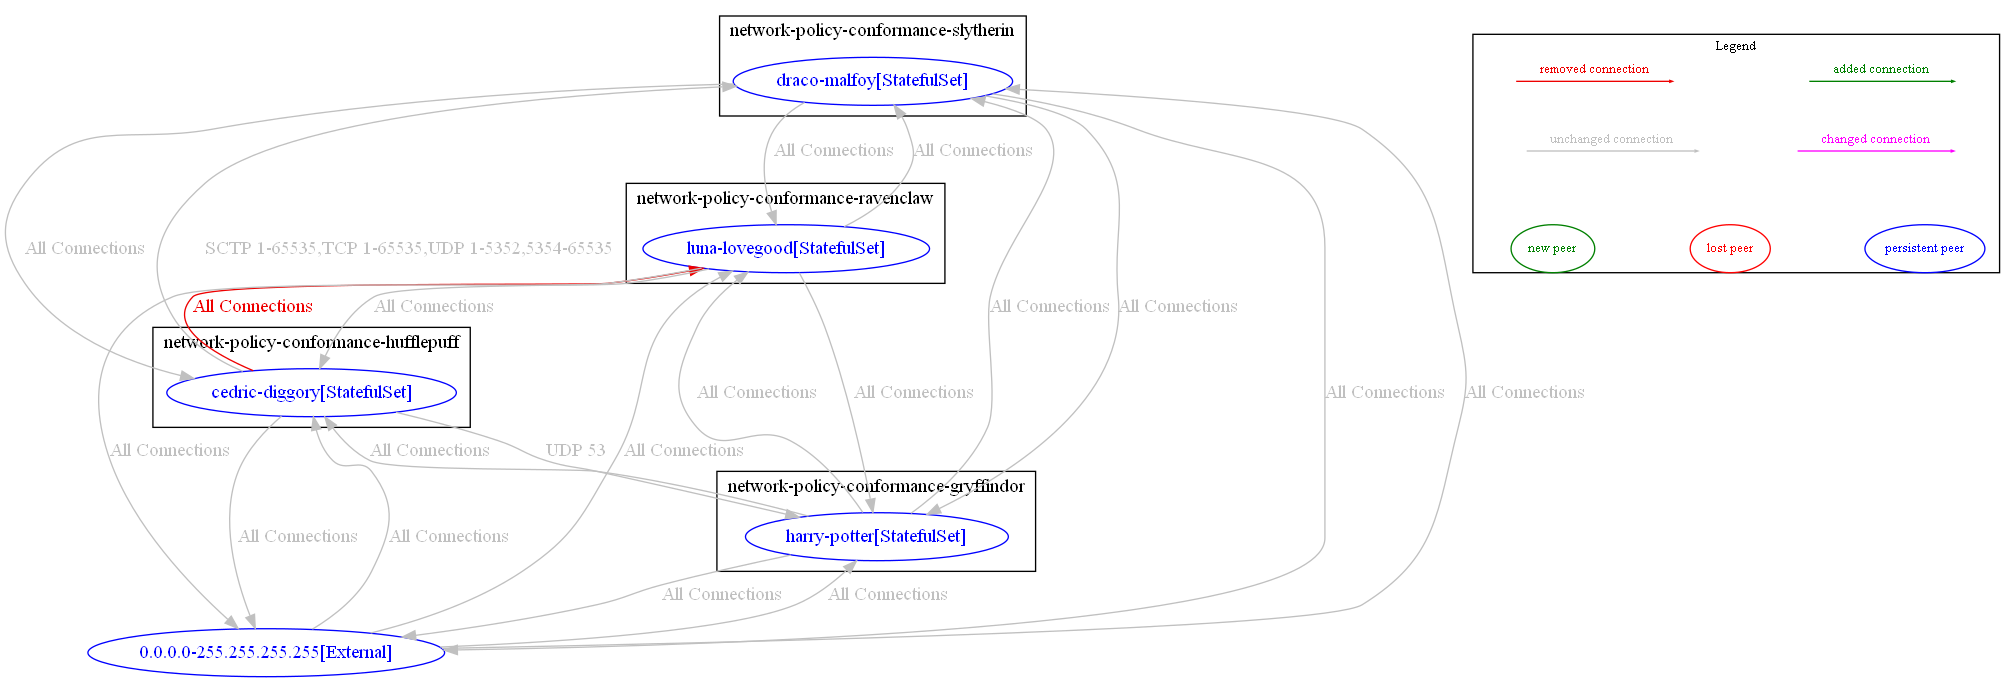 network-policy-conformance-slytherin
draco-malfoy[StatefulSet]
All Connections
All Connections
network-policy-conformance-ravenclaw
luna-lovegood[StatefulSet]
All Connections
SCTP 1-65535,TCP 1-65535,UDP 1-5352,5354-65535
All Connections
All Connections
All Connections
All Connections
network-policy-conformance-hufflepuff
cedric-diggory[StatefulSet]
All Connections
All Connections
All Connections
All Connections
All Connections
All Connections
UDP 53
All Connections
network-policy-conformance-gryffindor
harry-potter[StatefulSet]
All Connections
All Connections
All Connections
All Connections
0.0.0.0-255.255.255.255[External]
Legend
removed connection
added connection
unchanged connection
changed connection
new peer
lost peer
persistent peer